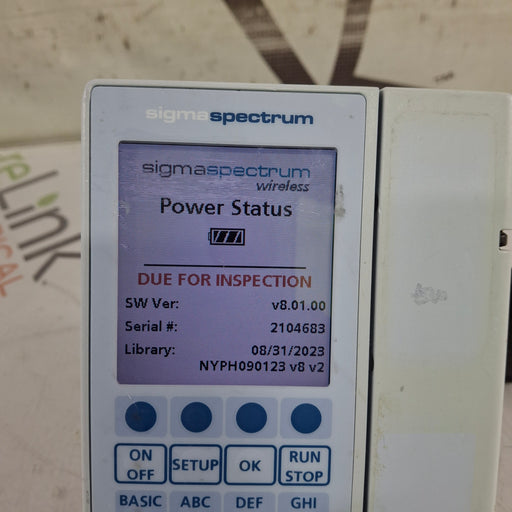 sigmaspectrum
sigmaspectrum
wireless
Power Status
DUE FOR INSPECTION
SW Ver: v8.01.00
Serial #: 2104683
Library: 08/31/2023
NYPH090123 v8 v2
ON OFF
SETUP
OK
RUN STOP
BASIC
ABC
DEF
GHI
Link